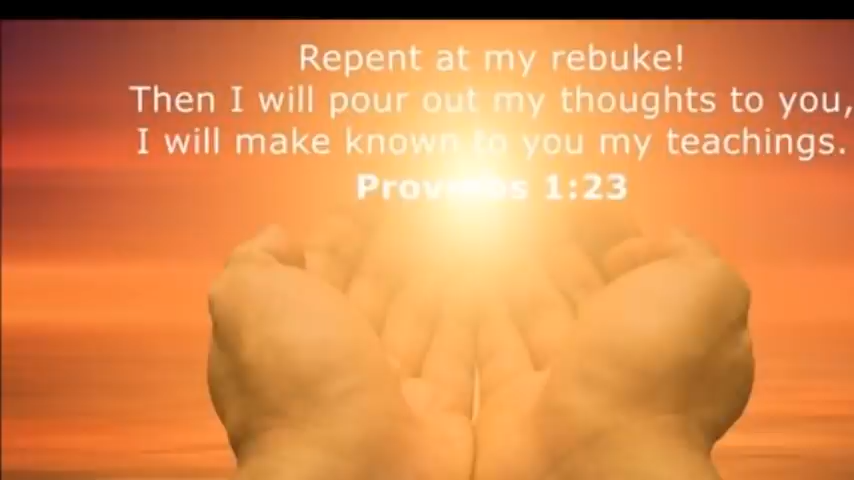 Repent at my rebuke!
Then I will pour out my thoughts to you,
I will make known to you my teachings.
Proverbs 1:23